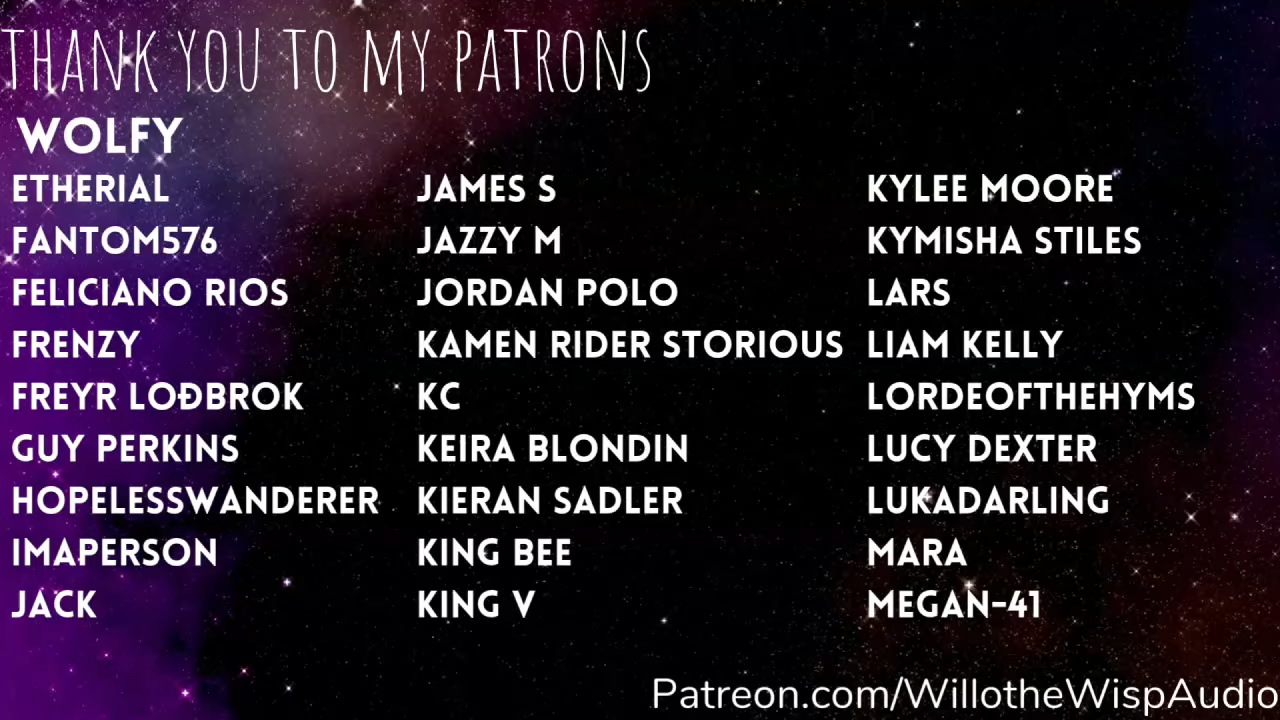 THANK YOU TO MY PATRONS
WOLFY
ETHERIAL
FANTOM576
FELICIANO RIOS
FRENZY
FREYR LOÐBROK
GUY PERKINS
HOPELESSWANDERER
IMAPERSON
JACK
JAMES S
JAZZY M
JORDAN POLO
KAMEN RIDER STORIOUS
KC
KEIRA BLONDIN
KIERAN SADLER
KING BEE
KING V
KYLEE MOORE
KYMISHA STILES
LARS
LIAM KELLY
LORDEOFTHEHYMS
LUCY DEXTER
LUKADARLING
MARA
MEGAN-41
Patreon.com/WillotheWispAudio